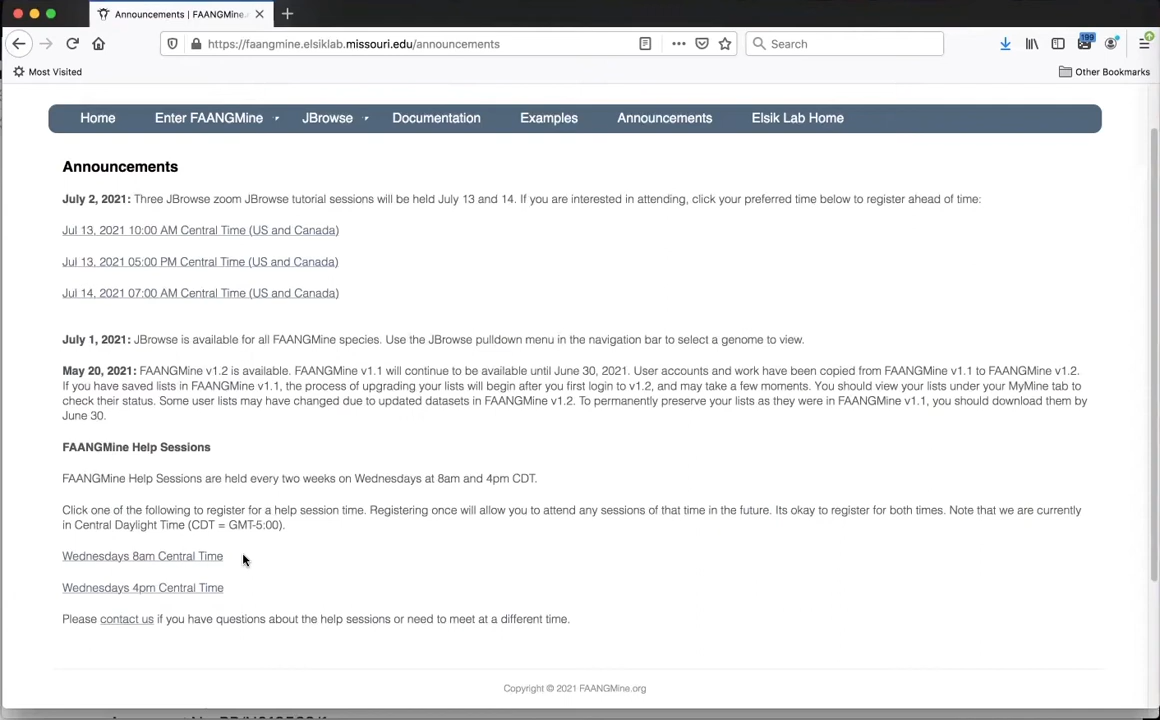 Announcements | FAANGMine.
https://faangmine.elsiklab.missouri.edu/announcements
Search
199
Most Visited
Other Bookmarks
Home
Enter FAANGMine
JBrowse
Documentation
Examples
Announcements
Elsik Lab Home
Announcements
July 2, 2021: Three JBrowse zoom JBrowse tutorial sessions will be held July 13 and 14. If you are interested in attending, click your preferred time below to register ahead of time:
Jul 13, 2021 10:00 AM Central Time (US and Canada)
Jul 13, 2021 05:00 PM Central Time (US and Canada)
Jul 14, 2021 07:00 AM Central Time (US and Canada)
July 1, 2021: JBrowse is available for all FAANGMine species. Use the JBrowse pulldown menu in the navigation bar to select a genome to view.
May 20, 2021: FAANGMine v1.2 is available. FAANGMine v1.1 will continue to be available until June 30, 2021. User accounts and work have been copied from FAANGMine v1.1 to FAANGMine v1.2.
If you have saved lists in FAANGMine v1.1, the process of upgrading your lists will begin after you first login to v1.2, and may take a few moments. You should view your lists under your MyMine tab to
check their status. Some user lists may have changed due to updated datasets in FAANGMine v1.2. To permanently preserve your lists as they were in FAANGMine v1.1, you should download them by
June 30.
FAANGMine Help Sessions
FAANGMine Help Sessions are held every two weeks on Wednesdays at 8am and 4pm CDT.
Click one of the following to register for a help session time. Registering once will allow you to attend any sessions of that time in the future. Its okay to register for both times. Note that we are currently
in Central Daylight Time (CDT = GMT-5:00).
Wednesdays 8am Central Time
Wednesdays 4pm Central Time
Please contact us if you have questions about the help sessions or need to meet at a different time.
Copyright © 2021 FAANGMine.org